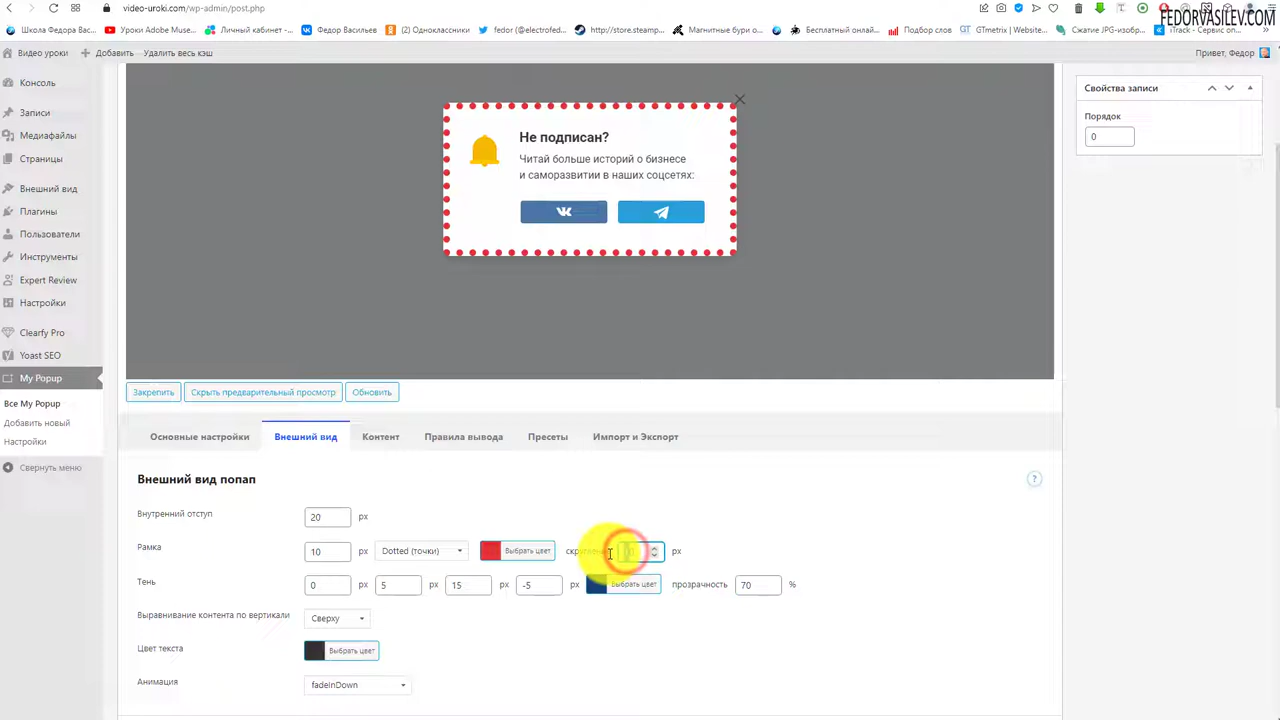 video-uroki.com/wp-admin/post.php
FEDORVASILEV.COM
Школа Федора Вас...
Уроки Adobe Muse...
Личный кабинет -...
Федор Васильев
(2) Одноклассники
fedor (@electrofed...
http://store.steamp...
Магнитные бури о...
Бесплатный онлай...
Подбор слов
GTmetrix | Website...
Сжатие JPG-изобр...
iTrack - Сервис оп...
Видео уроки
Добавить
Удалить весь кэш
Привет, Федор
Консоль
Записи
Медиафайлы
Страницы
Внешний вид
Плагины
Пользователи
Инструменты
Expert Review
Настройки
Clearfy Pro
Yoast SEO
My Popup
Все My Popup
Добавить новый
Настройки
Свернуть меню
Не подписан?
Читай больше историй о бизнесе
и саморазвитии в наших соцсетях:
Свойства записи
Порядок
0
Закрепить
Скрыть предварительный просмотр
Обновить
Основные настройки
Внешний вид
Контент
Правила вывода
Пресеты
Импорт и Экспорт
Внешний вид попап
?
Внутренний отступ
20 px
Рамка
10 px Dotted (точки) Выбрать цвет px
Тень
0 px 5 px 15 px -5 px Выбрать цвет прозрачность 70 %
Выравнивание контента по вертикали
Сверху
Цвет текста
Выбрать цвет
Анимация
fadeInDown